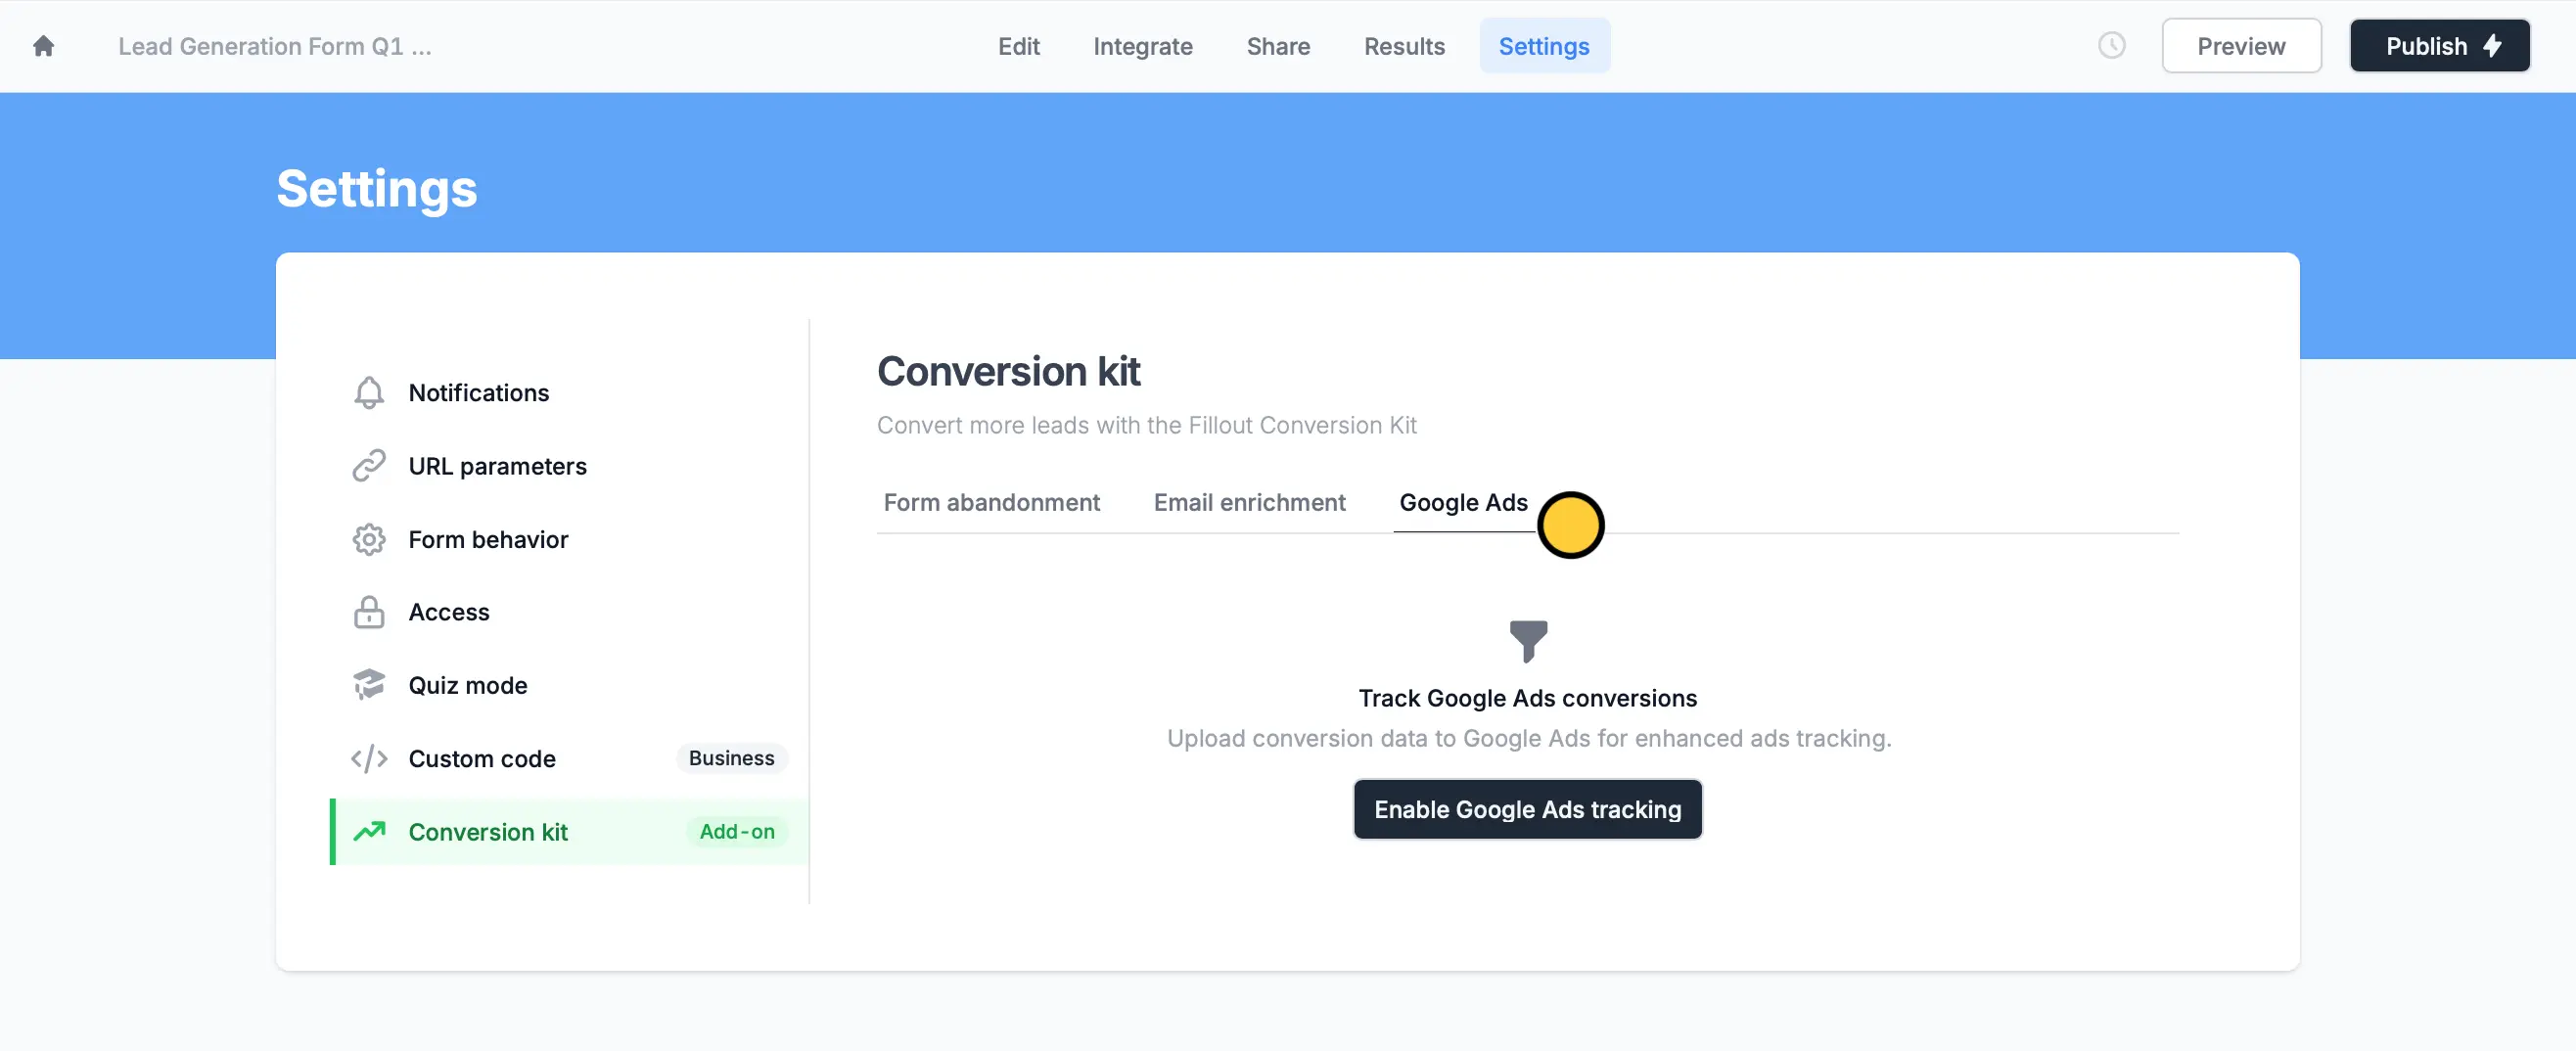 Lead Generation Form Q1 ...
Edit
Integrate
Share
Results
Settings
Preview
Publish
Settings
Notifications
URL parameters
Form behavior
Access
Quiz mode
Custom code
Business
Conversion kit
Add-on
Conversion kit
Convert more leads with the Fillout Conversion Kit
Form abandonment
Email enrichment
Google Ads
Track Google Ads conversions
Upload conversion data to Google Ads for enhanced ads tracking.
Enable Google Ads tracking